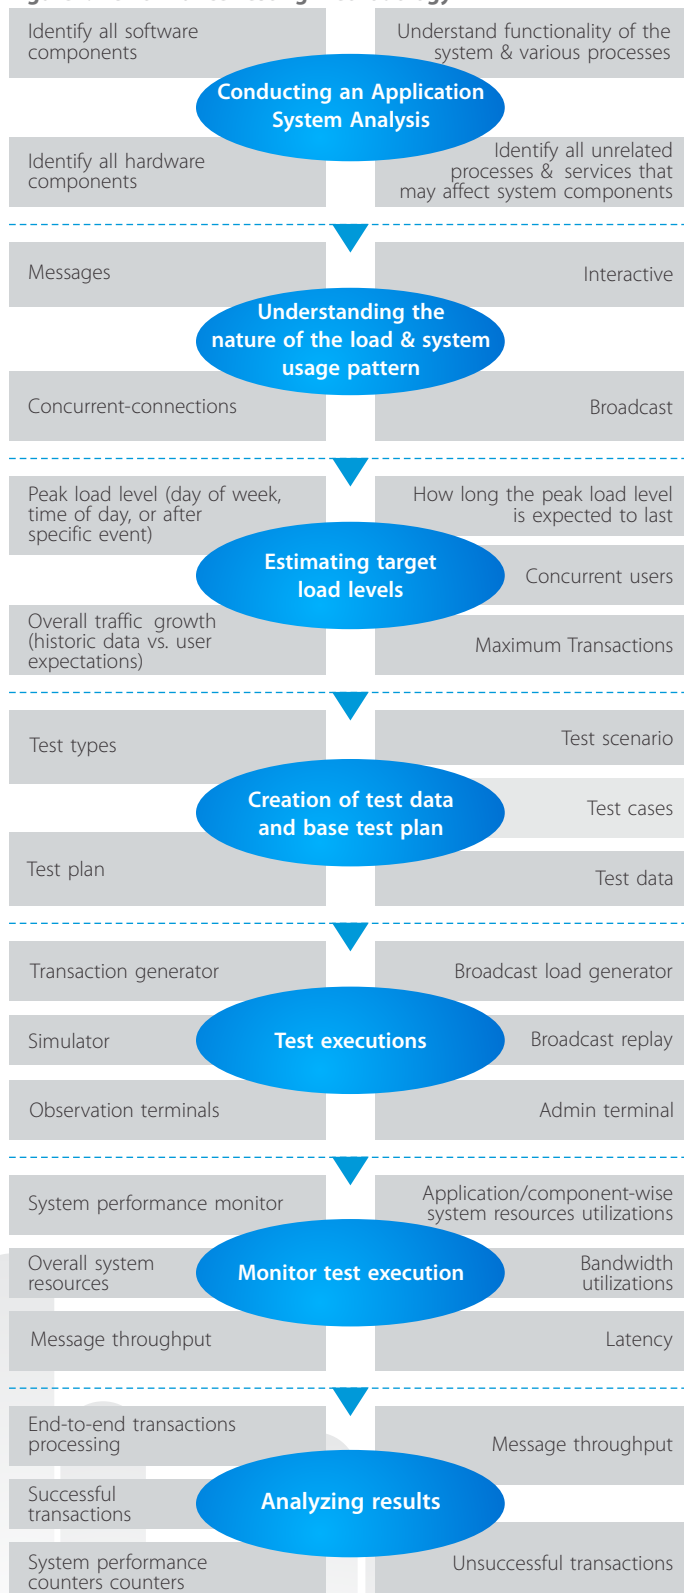 Identify all software
components
Understand functionality of the
system & various processes
Conducting an Application
System Analysis
Identify all hardware
components
Identify all unrelated
processes & services that
may affect system components
Messages
Interactive
Understanding the
nature of the load & system
usage pattern
Concurrent-connections
Broadcast
Peak load level (day of week,
time of day, or after
specific event)
How long the peak load level
is expected to last
Estimating target
load levels
Concurrent users
Overall traffic growth
(historic data vs. user
expectations)
Maximum Transactions
Test types
Test scenario
Creation of test data
and base test plan
Test cases
Test plan
Test data
Transaction generator
Broadcast load generator
Simulator
Test executions
Broadcast replay
Observation terminals
Admin terminal
System performance monitor
Application/component-wise
system resources utilizations
Overall system
resources
Monitor test execution
Bandwidth
utilizations
Message throughput
Latency
End-to-end transactions
processing
Message throughput
Successful
transactions
Analyzing results
System performance
counters counters
Unsuccessful transactions